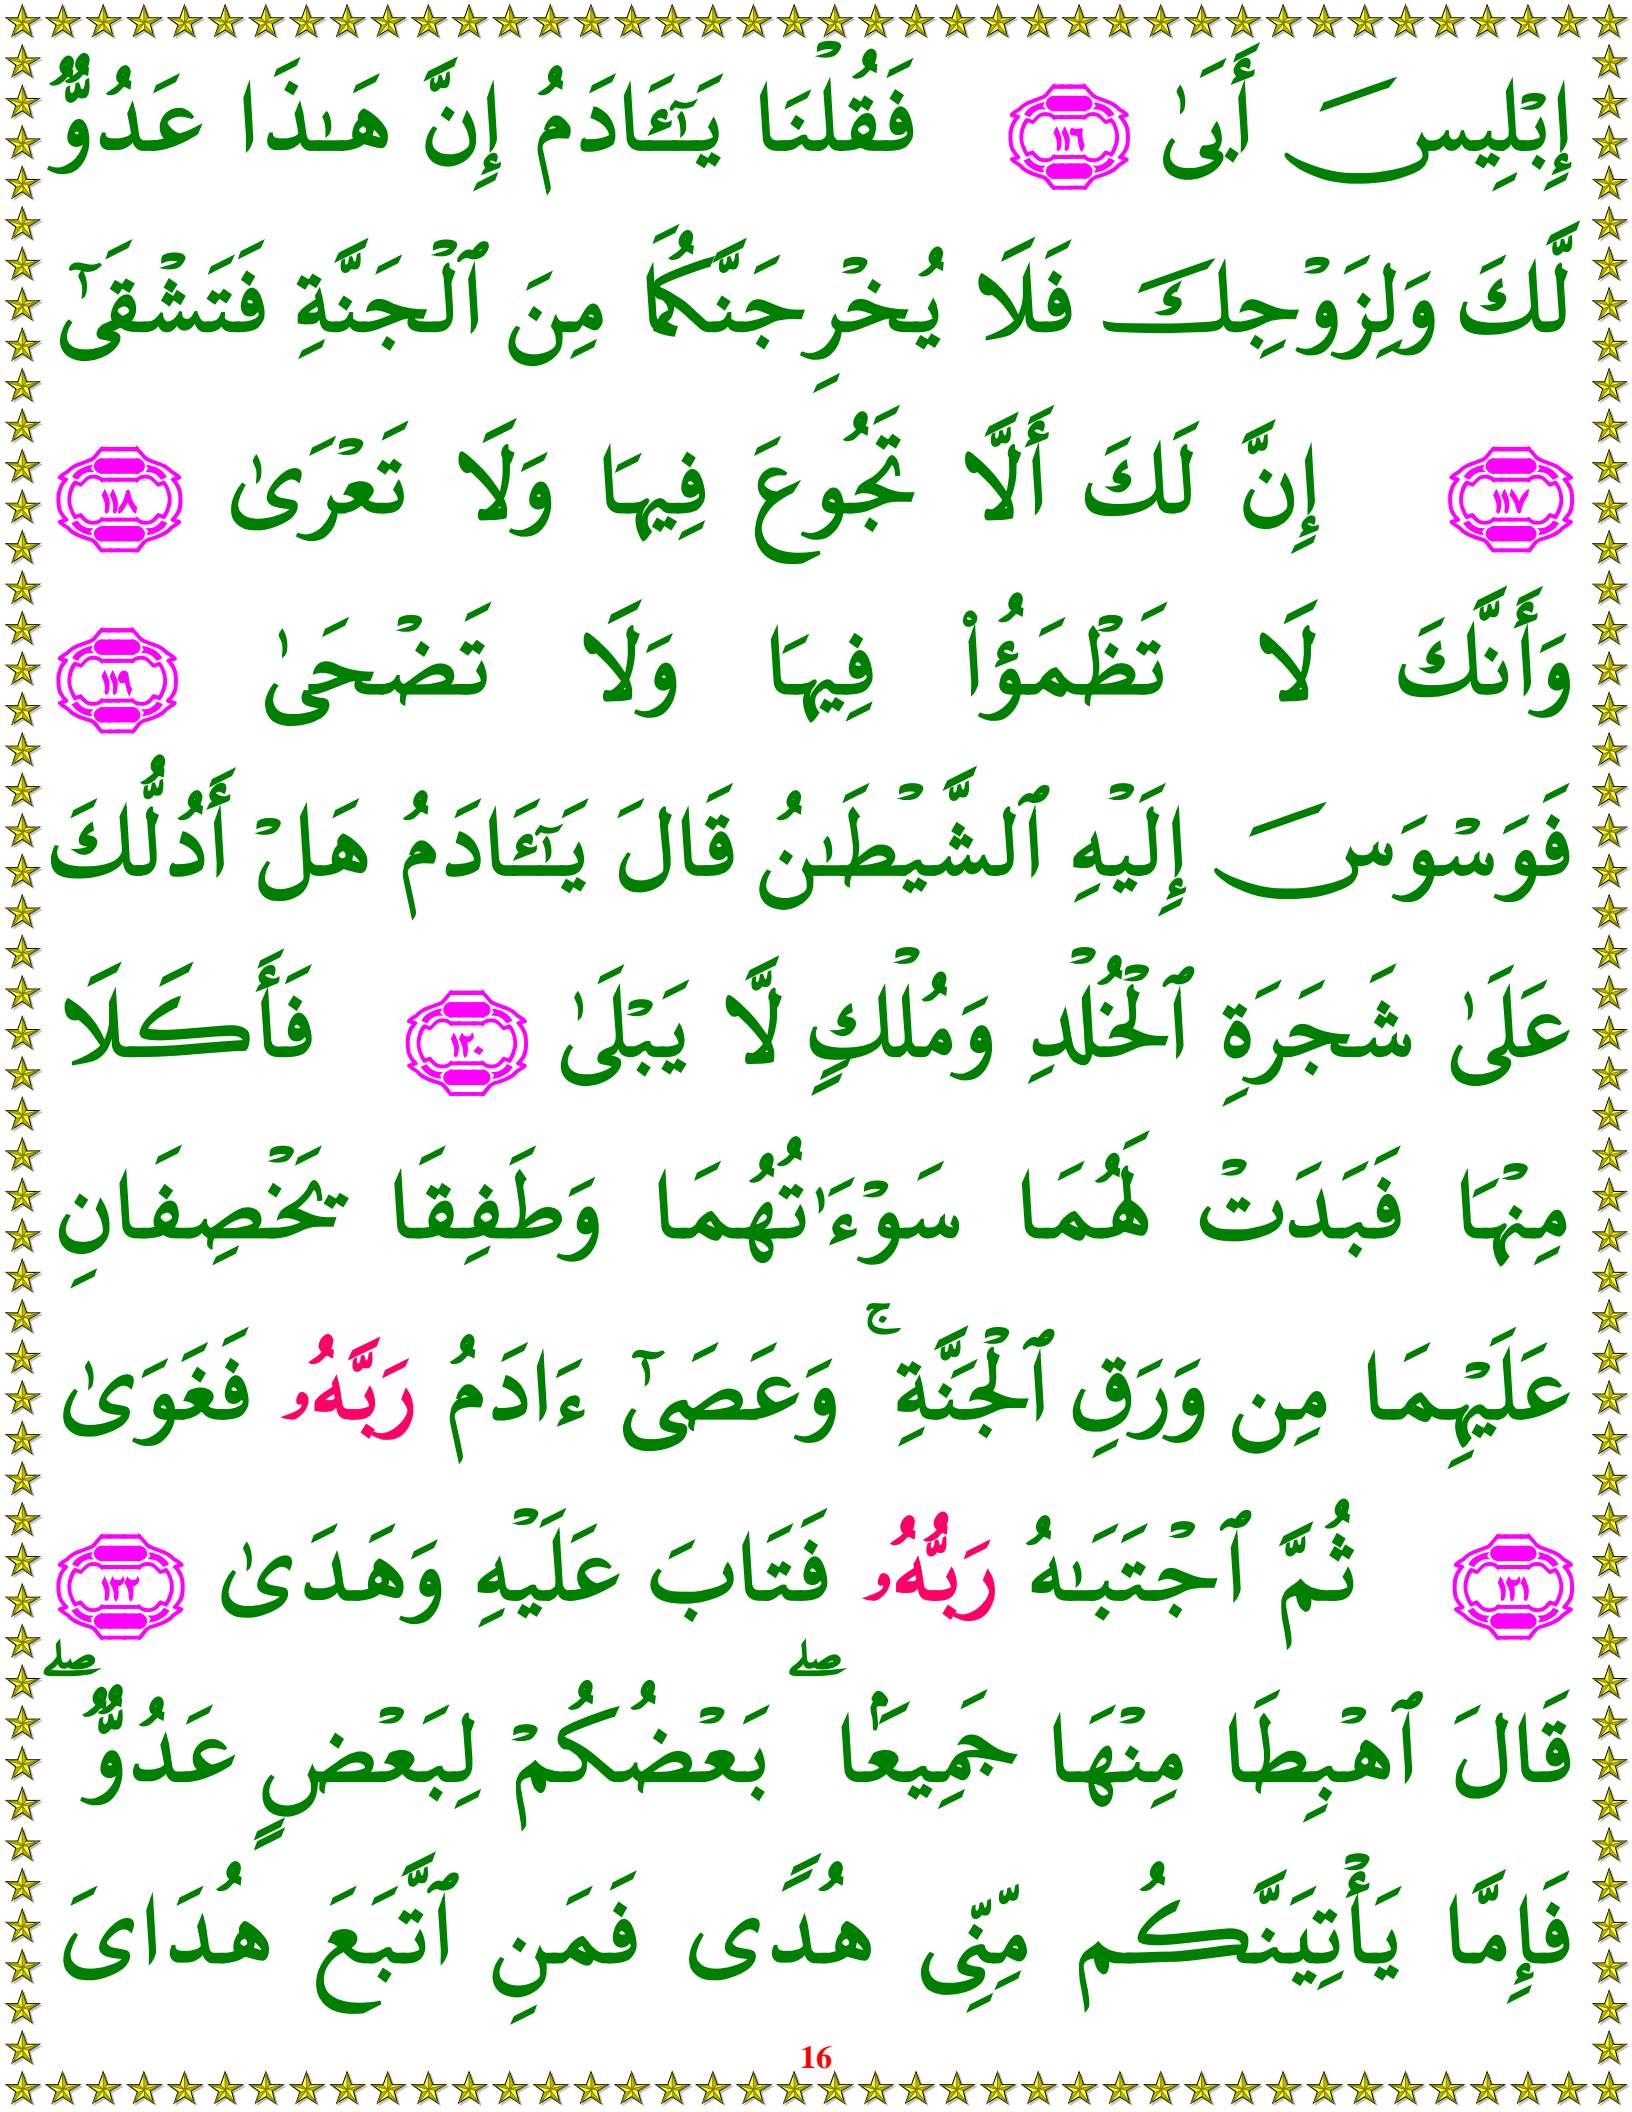 إِبۡلِيسَ أَبَىٰ ١١٦ فَقُلۡنَا يَـٰٓـَٔادَمُ إِنَّ هَـٰذَا عَدُوࣱّ
لَّكَ وَلِزَوۡجِكَ فَلَا يُخۡرِجَنَّكُمَا مِنَ ٱلۡجَنَّةِ فَتَشۡقَىٰٓ
١١٧ إِنَّ لَكَ أَلَّا تَجُوعَ فِيهَا وَلَا تَعۡرَىٰ ١١٨
وَأَنَّكَ لَا تَظۡمَؤُا۟ فِيهَا وَلَا تَضۡحَىٰ ١١٩
فَوَسۡوَسَ إِلَيۡهِ ٱلشَّيۡطَـٰنُ قَالَ يَـٰٓـَٔادَمُ هَلۡ أَدُلُّكَ
عَلَىٰ شَجَرَةِ ٱلۡخُلۡدِ وَمُلۡكࣲ لَّا يَبۡلَىٰ ١٢٠ فَأَكَلَا
مِنۡهَا فَبَدَتۡ لَهُمَا سَوۡءَٰتُهُمَا وَطَفِقَا يَخۡصِفَانِ
عَلَيۡهِمَا مِن وَرَقِ ٱلۡجَنَّةِۚ وَعَصَىٰٓ ءَادَمُ رَبَّهُۥ فَغَوَىٰ
١٢١ ثُمَّ ٱجۡتَبَـٰهُ رَبُّهُۥ فَتَابَ عَلَيۡهِ وَهَدَىٰ ١٢٢
قَالَ ٱهۡبِطَا مِنۡهَا جَمِيعَۢاۖ بَعۡضُكُمۡ لِبَعۡضٍ عَدُوࣱّۖ
فَإِمَّا يَأۡتِيَنَّكُم مِّنِّي هُدࣰى فَمَنِ ٱتَّبَعَ هُدَايَ
16